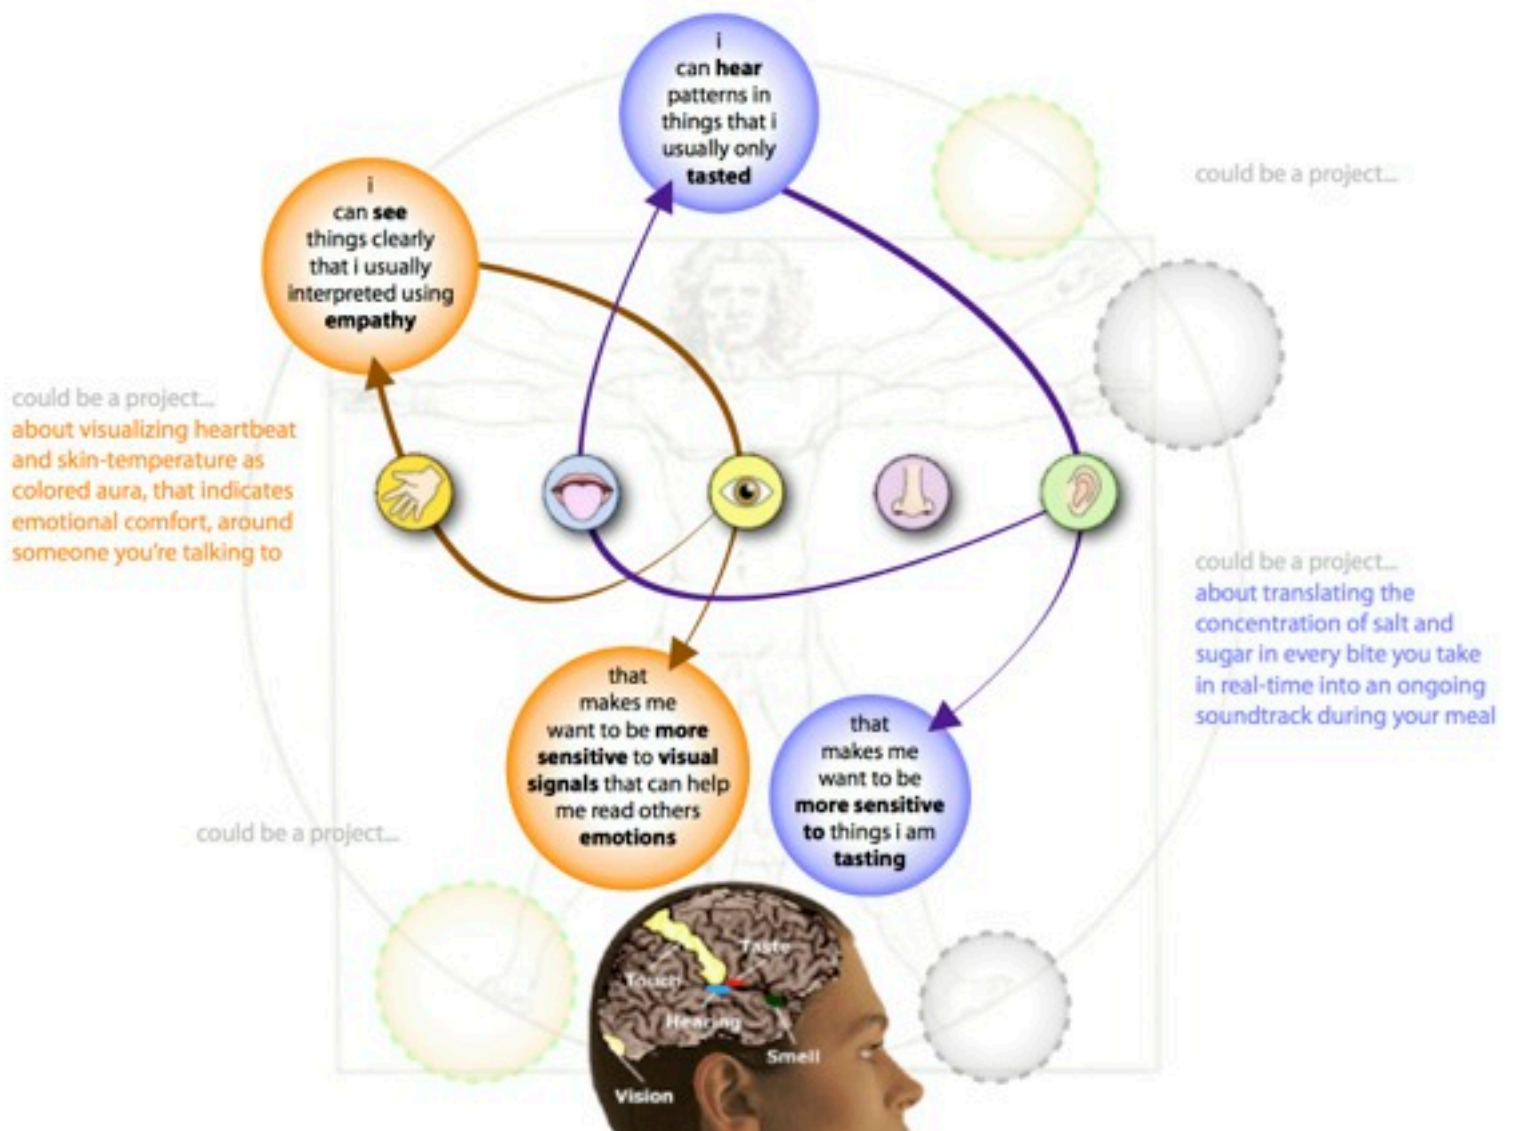 i
can hear
patterns in
things that i
usually only
tasted
could be a project...
i
can see
things clearly
that i usually
interpreted using
empathy
could be a project...
about visualizing heartbeat
and skin-temperature as
colored aura, that indicates
emotional comfort, around
someone you're talking to
could be a project...
about translating the
concentration of salt and
sugar in every bite you take
in real-time into an ongoing
soundtrack during your meal
that
makes me
want to be more
sensitive to visual
signals that can help
me read others
emotions
that
makes me
want to be
more sensitive
to things i am
tasting
could be a project...
Taste
Touch
Hearing
Smell
Vision